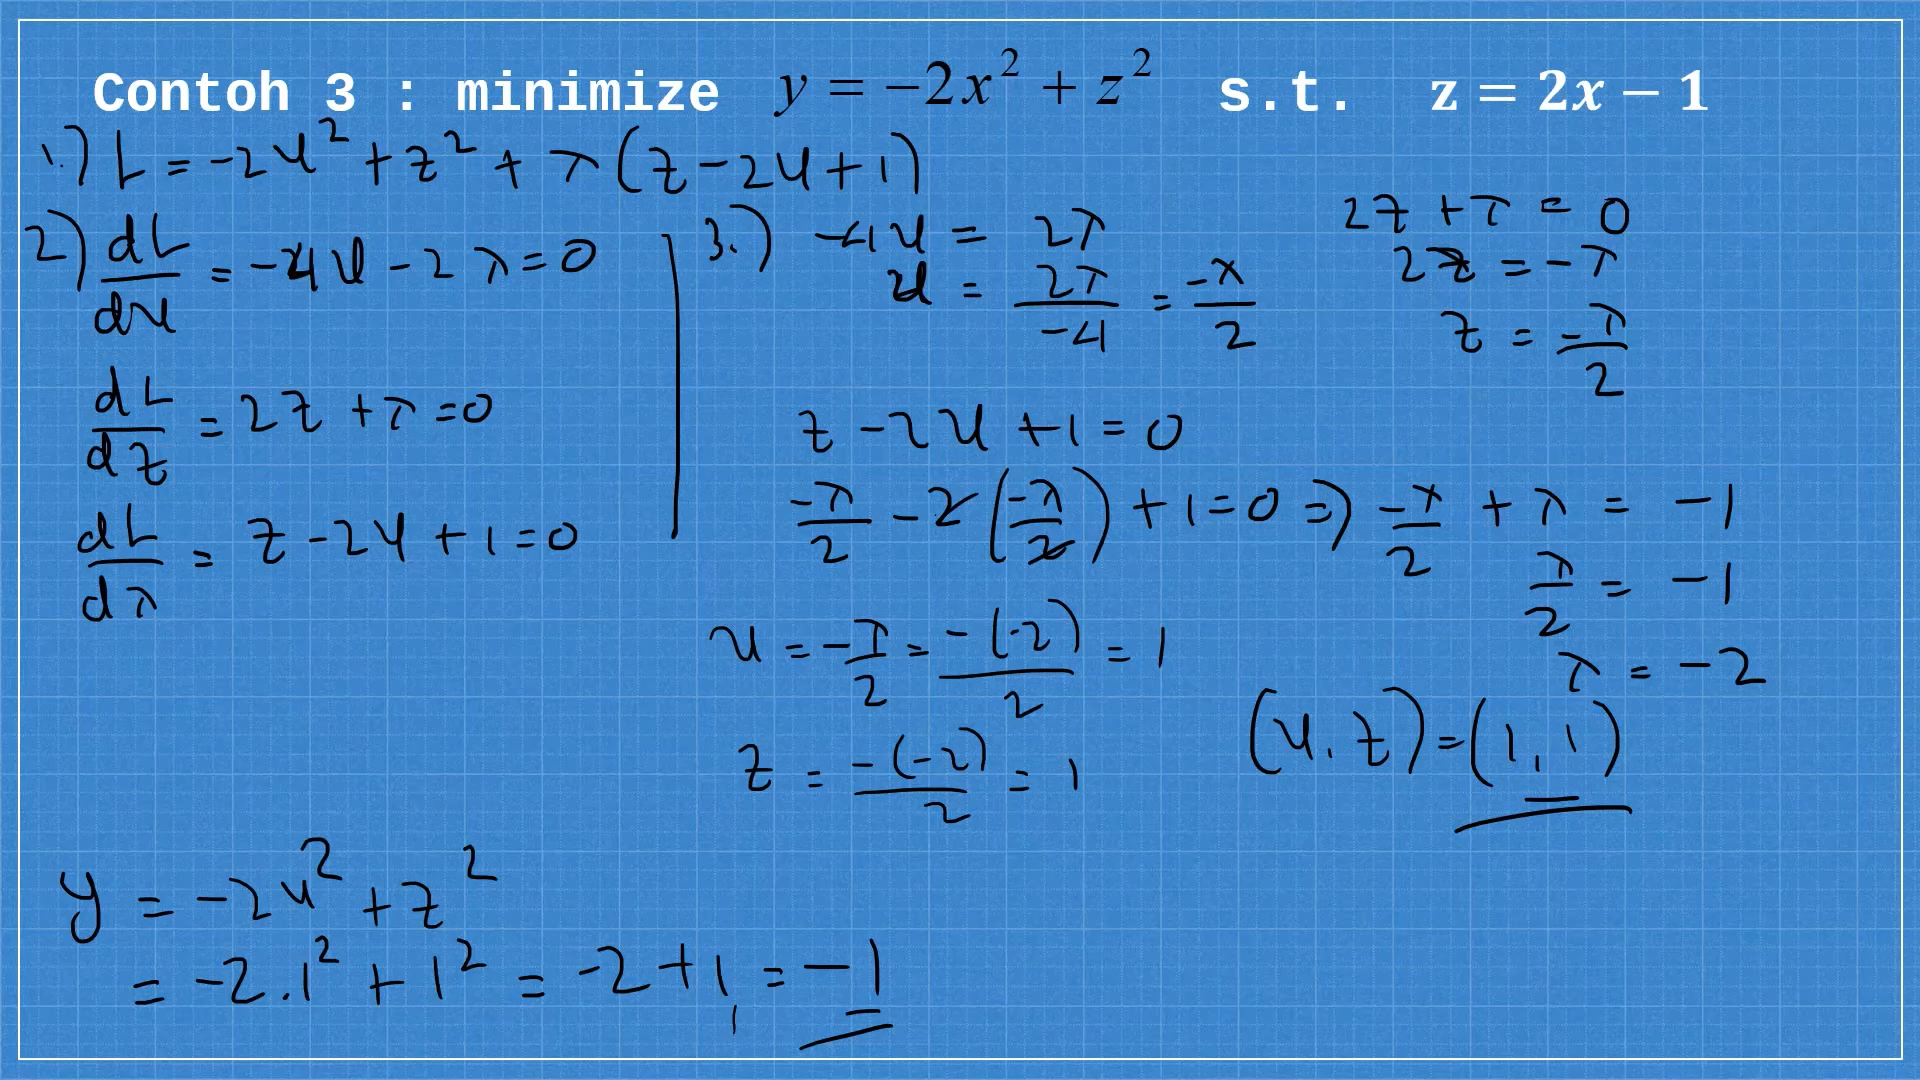 Contoh 3 : minimize y = −2x² + z² s.t. z = 2x − 1
1.) L = -2x² + z² + λ(z - 2x + 1)
2.) dL/dx = -4x - 2λ = 0
dL/dz = 2z + λ = 0
dL/dλ = z - 2x + 1 = 0
3.) -4x = 2λ
x = 2λ/-4 = -λ/2
2z + λ = 0
2z = -λ
z = -λ/2
z - 2x + 1 = 0
-λ/2 - 2(-λ/2) + 1 = 0 ⇒ -λ/2 + λ = -1
λ/2 = -1
λ = -2
x = -λ/2 = -(-2)/2 = 1
z = -(-2)/2 = 1
(x, z) = (1, 1)
y = -2x² + z²
= -2.1² + 1² = -2 + 1 = -1